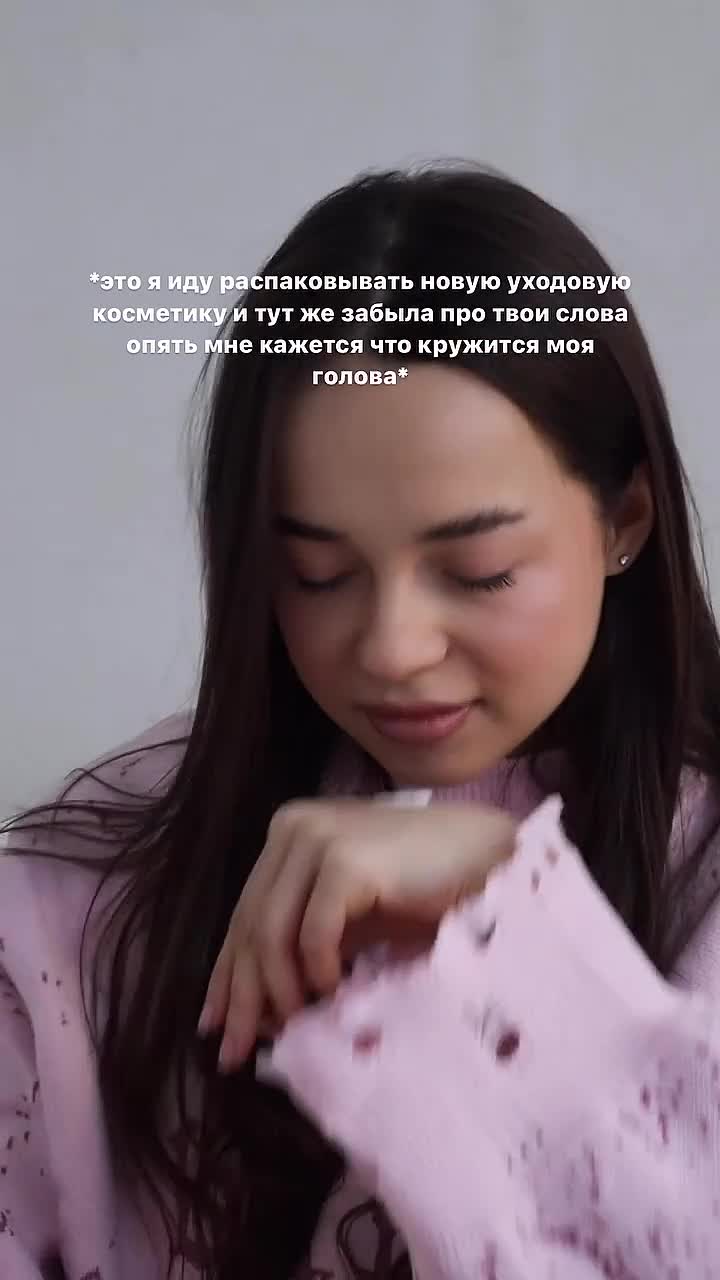 *это я иду распаковывать новую уходовую
косметику и тут же забыла про твои слова
опять мне кажется что кружится моя
голова*